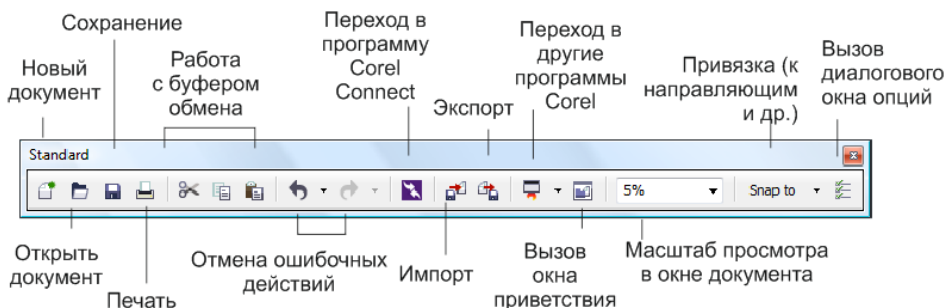 Сохранение
Новый
документ
Работа
с буфером
обмена
Переход в
программу
Corel
Connect
Экспорт
Переход в
другие
программы
Corel
Привязка (к
направляющим
и др.)
Вызов
диалогового
окна опций
Standard
5%
Snap to
Открыть
документ
Печать
Отмена ошибочных
действий
Импорт
Вызов
окна
приветствия
Масштаб просмотра
в окне документа